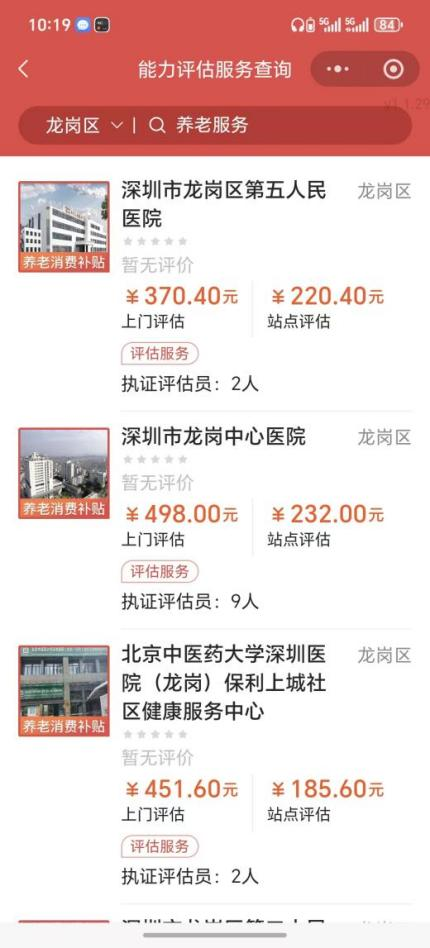 10:19
5G
5G
84
能力评估服务查询
v1.1.29
龙岗区
养老服务
深圳市龙岗区第五人民
医院
龙岗区
养老消费补贴
暂无评价
￥370.40元
￥220.40元
上门评估
站点评估
评估服务
执证评估员：2人
深圳市龙岗中心医院
龙岗区
养老消费补贴
暂无评价
￥498.00元
￥232.00元
上门评估
站点评估
评估服务
执证评估员：9人
北京中医药大学深圳医
院（龙岗）保利上城社
区健康服务中心
龙岗区
养老消费补贴
暂无评价
￥451.60元
￥185.60元
上门评估
站点评估
评估服务
执证评估员：2人